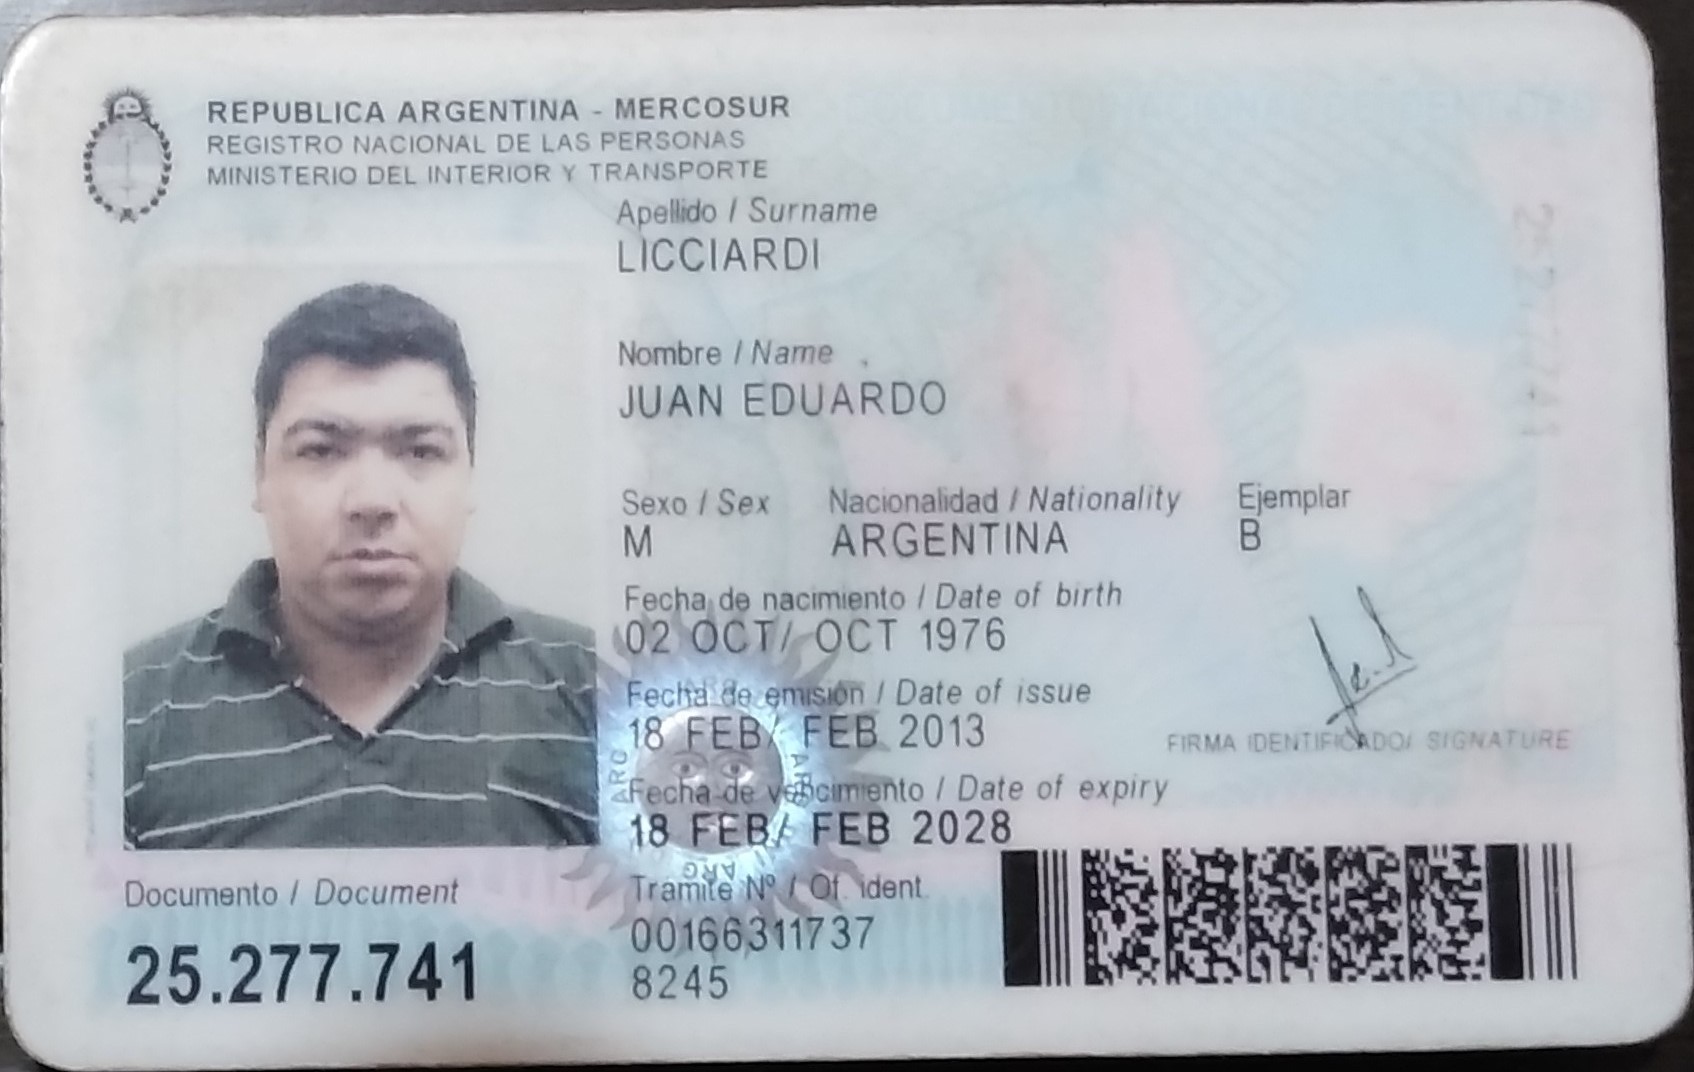 REPUBLICA ARGENTINA - MERCOSUR
REGISTRO NACIONAL DE LAS PERSONAS
MINISTERIO DEL INTERIOR Y TRANSPORTE
Apellido / Surname
LICCIARDI
Nombre / Name
JUAN EDUARDO
Sexo / Sex Nacionalidad / Nationality Ejemplar
M ARGENTINA B
Fecha de nacimiento / Date of birth
02 OCT/ OCT 1976
Fecha de emisión / Date of issue
18 FEB/ FEB 2013
FIRMA IDENTIFICADO/ SIGNATURE
Fecha de vencimiento / Date of expiry
18 FEB/ FEB 2028
Documento / Document
25.277.741
Tramite Nº / Of. ident.
00166311737
8245
ARG
ARG